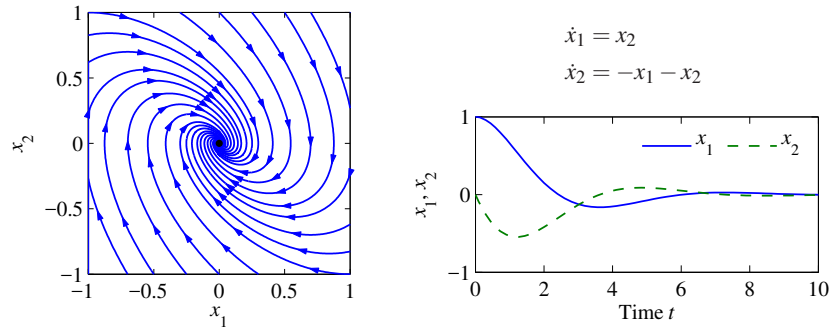 1
0.5
0
−0.5
−1
−1 −0.5 0 0.5 1
x2
x1
ẋ1 = x2
ẋ2 = −x1 − x2
1
0
−1
0 2 4 6 8 10
x1, x2
Time t
x1 x2